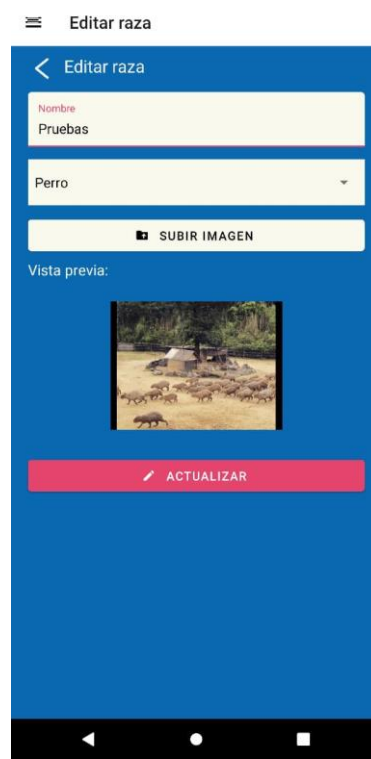 Editar raza
Editar raza
Nombre
Pruebas
Perro
SUBIR IMAGEN
Vista previa:
ACTUALIZAR